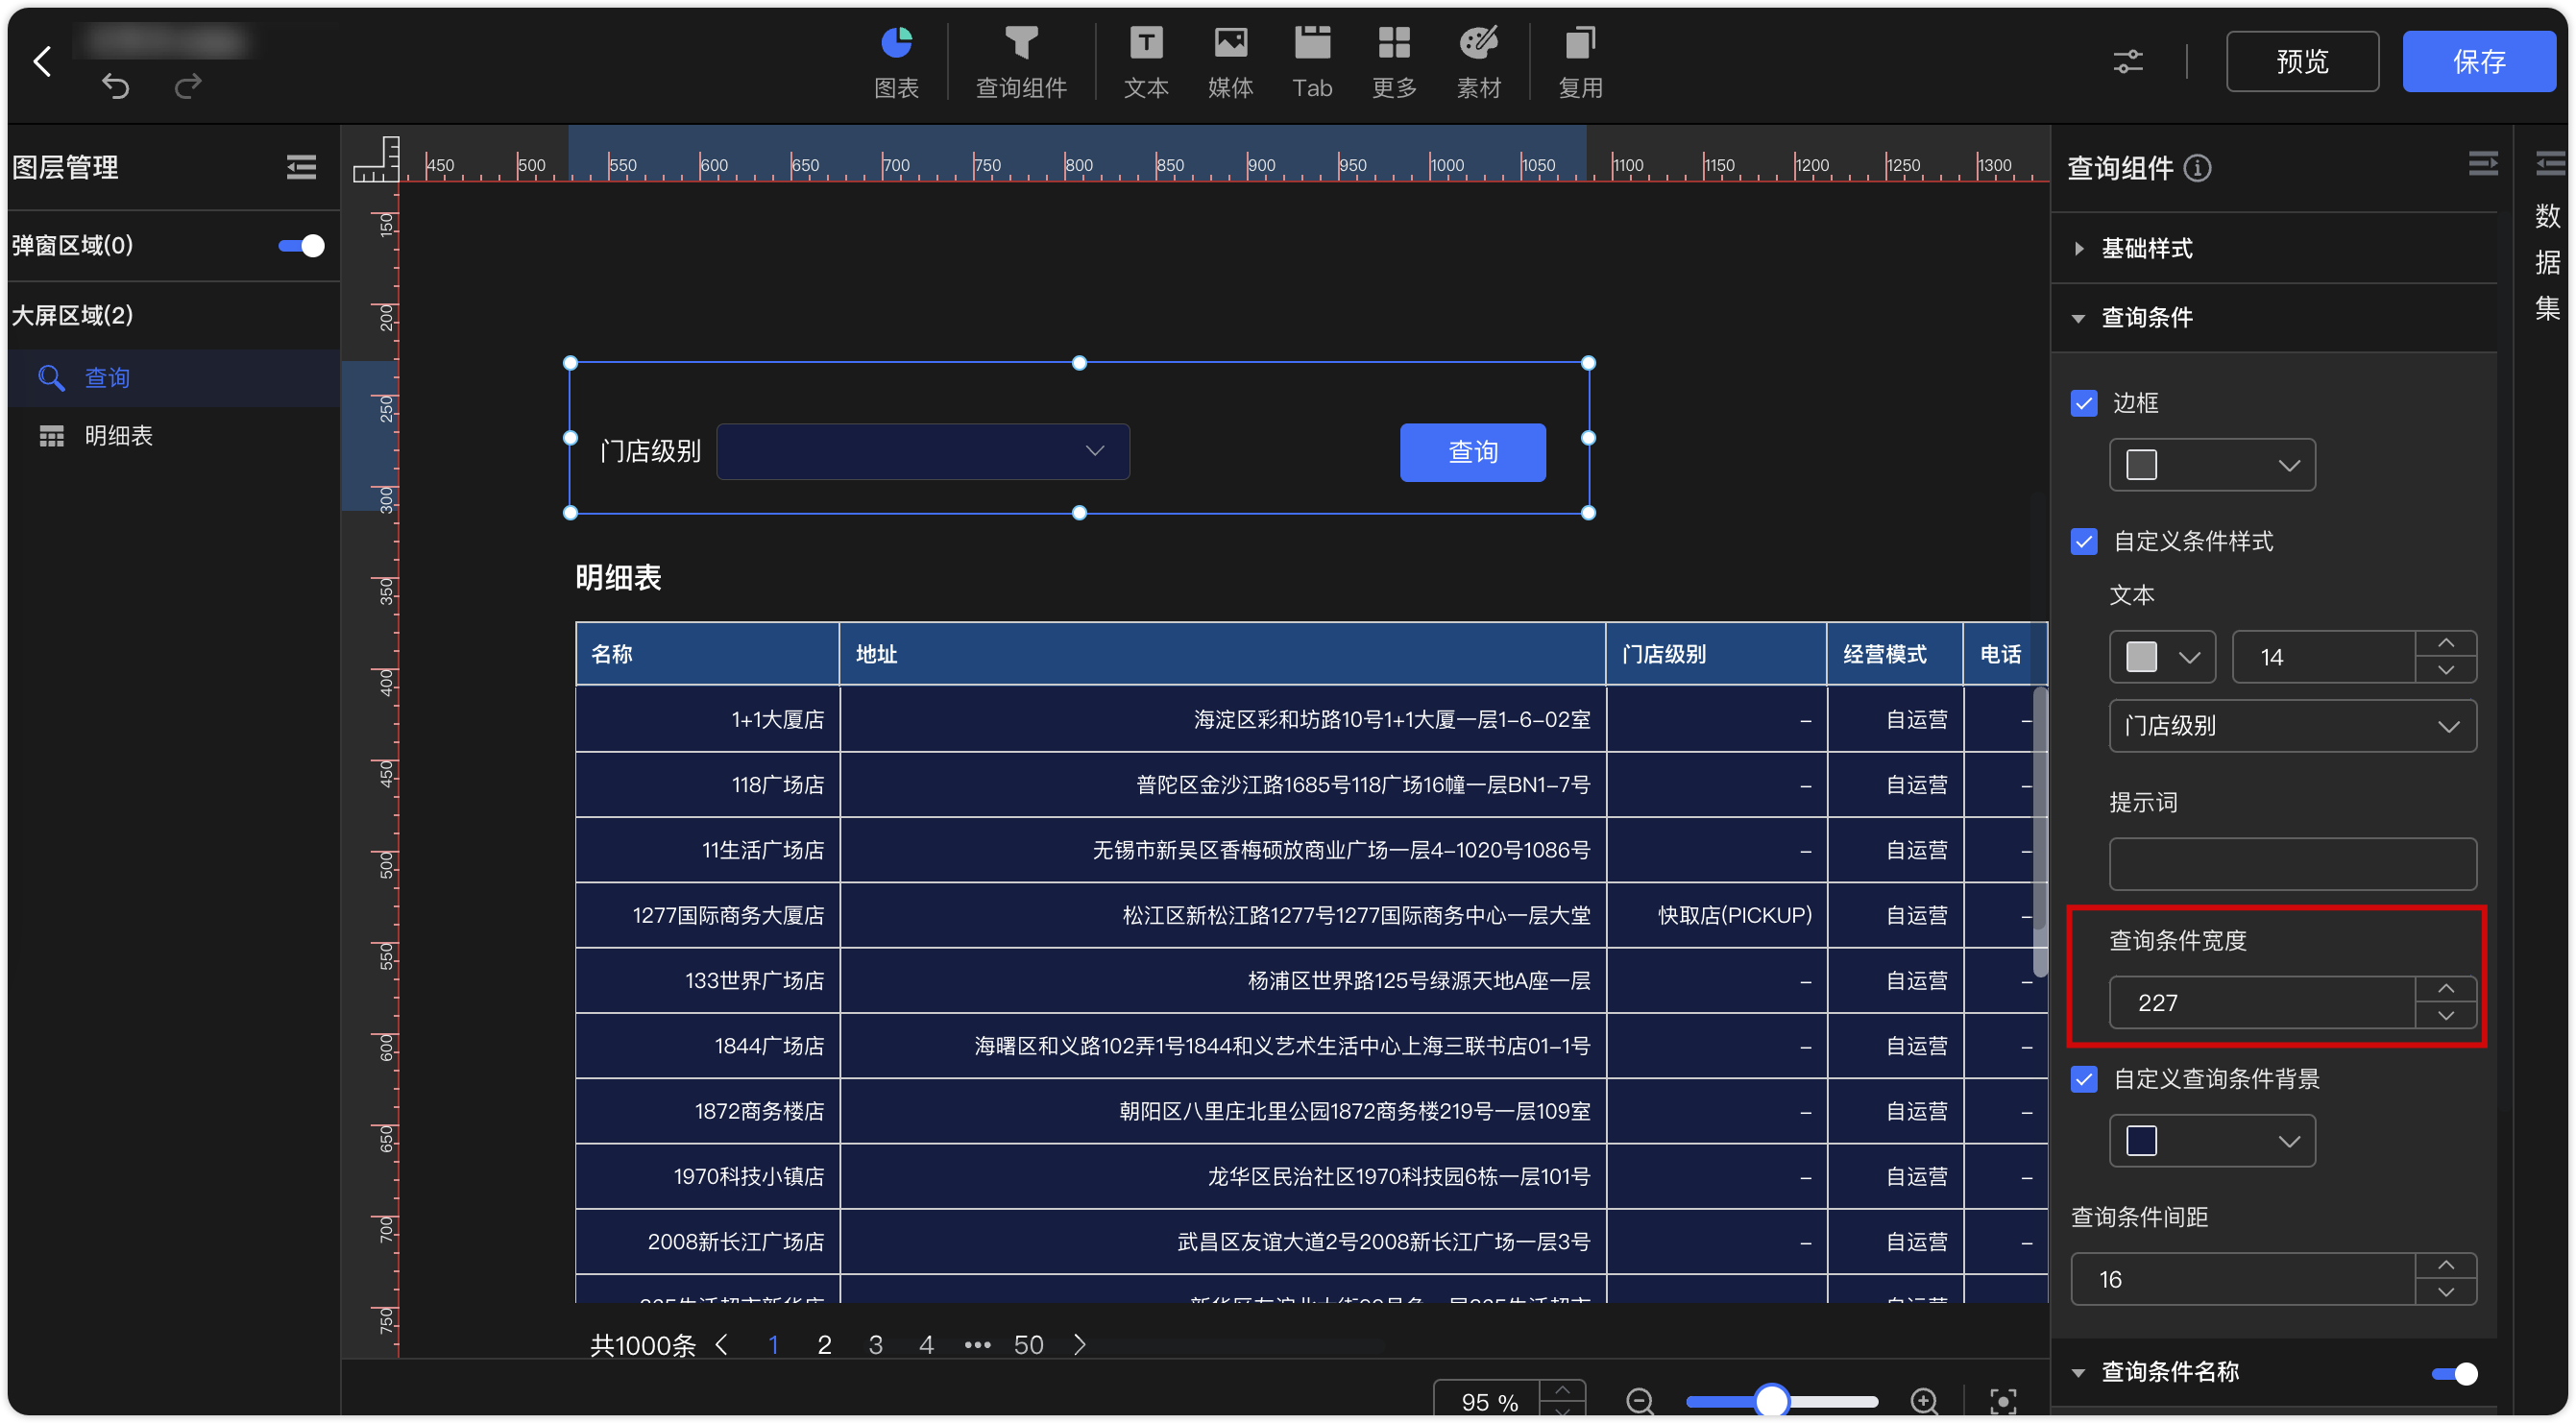 图表
查询组件
文本
媒体
Tab
更多
素材
复用
预览
保存
图层管理
弹窗区域(0)
大屏区域(2)
查询
明细表
450 500 550 600 650 700 750 800 850 900 950 1000 1050 1100 1150 1200 1250 1300
150
200
250
300
350
400
450
500
550
600
650
700
750
门店级别
查询
明细表
名称 地址 门店级别 经营模式 电话
1+1大厦店 海淀区彩和坊路10号1+1大厦一层1-6-02室 – 自运营 –
118广场店 普陀区金沙江路1685号118广场16幢一层BN1-7号 – 自运营 –
11生活广场店 无锡市新吴区香梅硕放商业广场一层4-1020号1086号 – 自运营 –
1277国际商务大厦店 松江区新松江路1277号1277国际商务中心一层大堂 快取店(PICKUP) 自运营 –
133世界广场店 杨浦区世界路125号绿源天地A座一层 – 自运营 –
1844广场店 海曙区和义路102弄1号1844和义艺术生活中心上海三联书店01-1号 – 自运营 –
1872商务楼店 朝阳区八里庄北里公园1872商务楼219号一层109室 – 自运营 –
1970科技小镇店 龙华区民治社区1970科技园6栋一层101号 – 自运营 –
2008新长江广场店 武昌区友谊大道2号2008新长江广场一层3号 – 自运营 –
共1000条 1 2 3 4 ••• 50
95 %
查询组件
基础样式
查询条件
边框
自定义条件样式
文本
14
门店级别
提示词
查询条件宽度
227
自定义查询条件背景
查询条件间距
16
查询条件名称
数
据
集